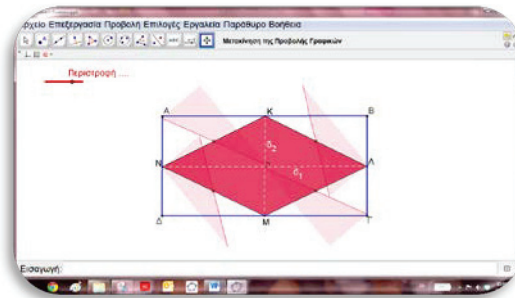 ρχείο Επεξεργασία Προβολή Επιλογές Εργαλεία Παράθυρο Βοήθεια
Μετακίνηση της Προβολής Γραφικών
Περιστροφή ....
Α Κ Β
δ₂
Ν Λ
δ₁
Δ Μ Γ
Εισαγωγή: